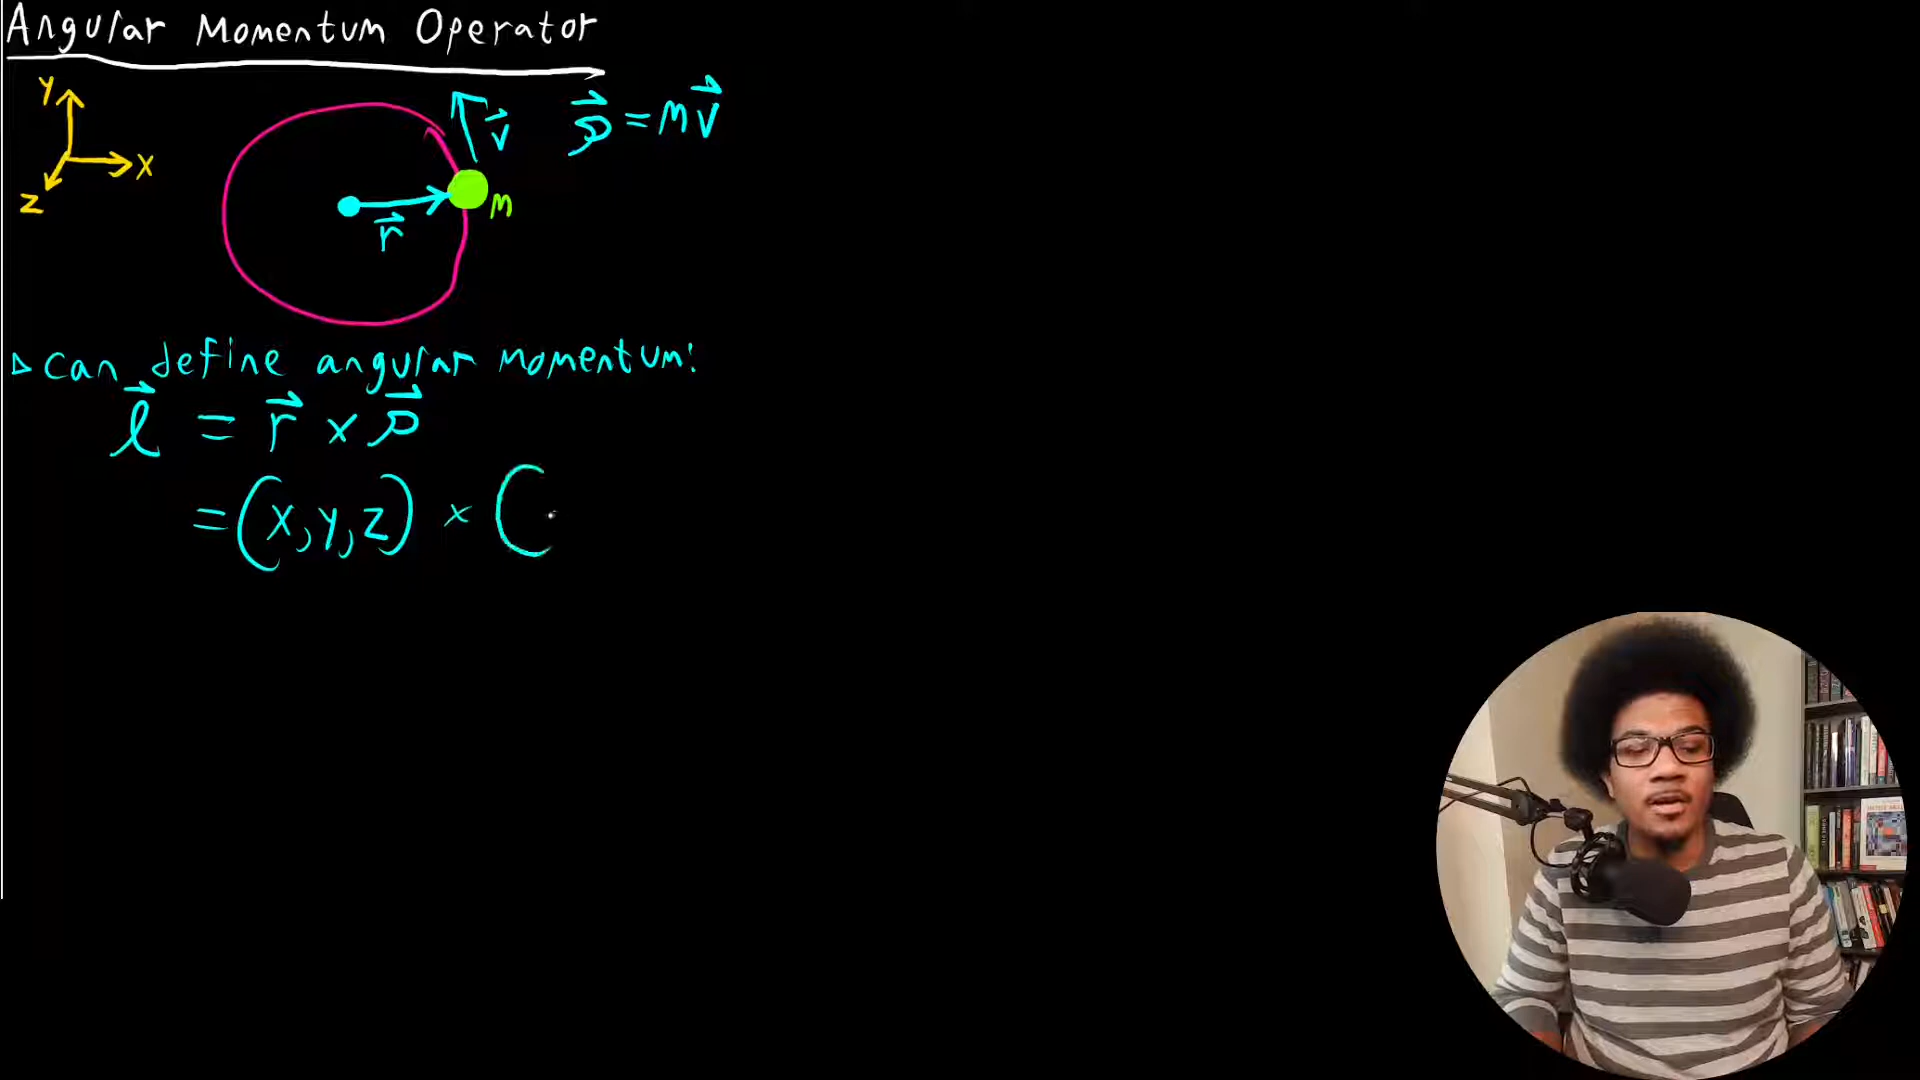 Angular Momentum Operator
Y
X
Z
v⃗
p⃗ = mv⃗
m
r⃗
▹ can define angular momentum:
ℓ⃗ = r⃗ × p⃗
= (x, y, z) × (